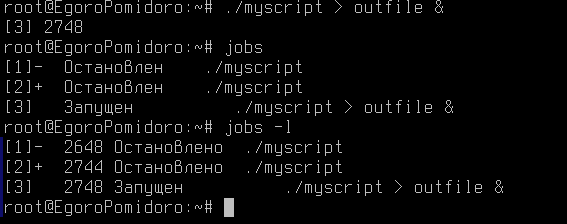 root@EgoroPomidoro:~# ./myscript > outfile &
[3] 2748
root@EgoroPomidoro:~# jobs
[1]-  Остановлен    ./myscript
[2]+  Остановлен    ./myscript
[3]   Запущен          ./myscript > outfile &
root@EgoroPomidoro:~# jobs -l
[1]-  2648 Остановлено  ./myscript
[2]+  2744 Остановлено  ./myscript
[3]   2748 Запущен          ./myscript > outfile &
root@EgoroPomidoro:~#